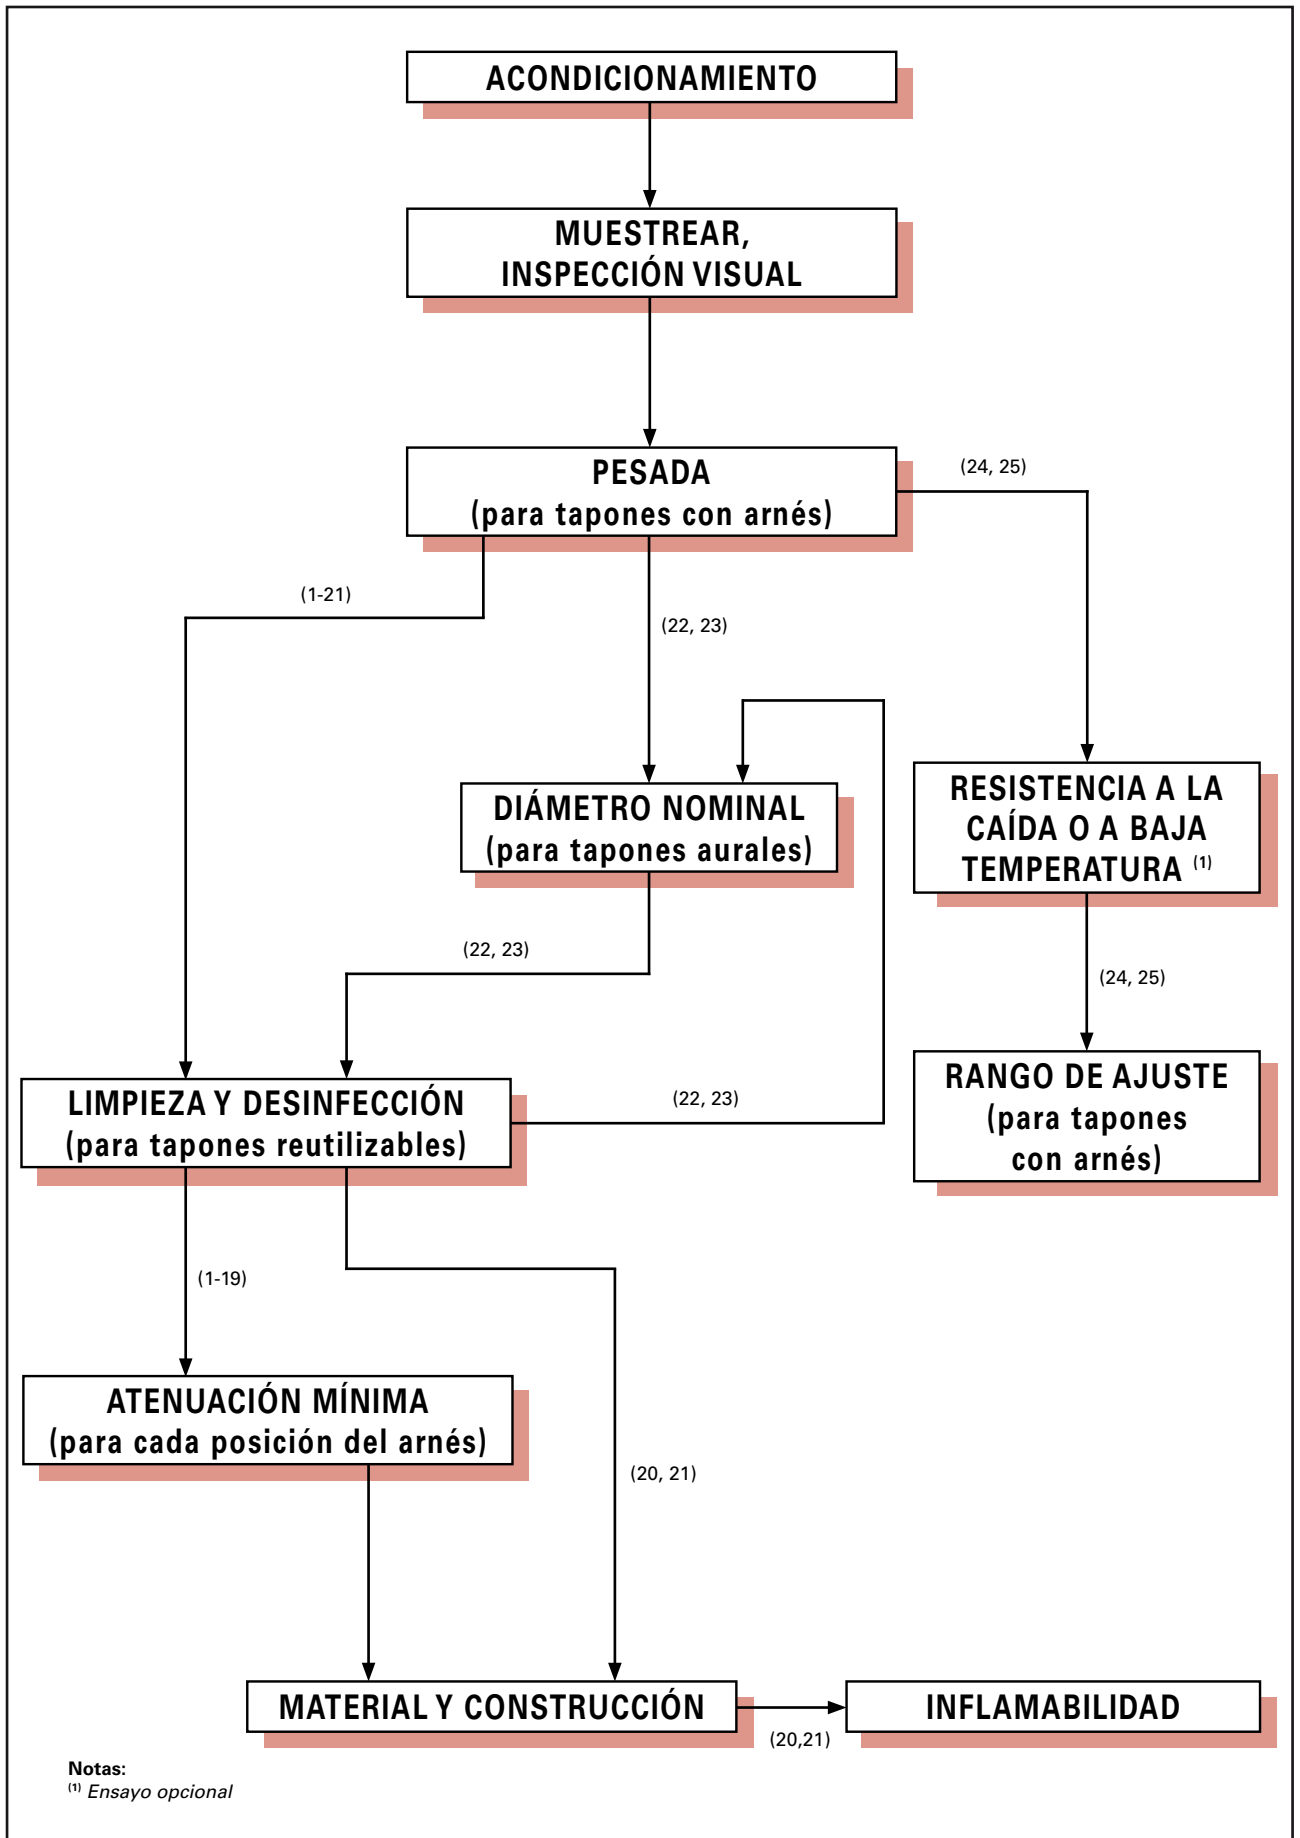 ACONDICIONAMIENTO
MUESTREAR,
INSPECCIÓN VISUAL
PESADA
(para tapones con arnés)
(24, 25)
(1-21)
(22, 23)
DIÁMETRO NOMINAL
(para tapones aurales)
RESISTENCIA A LA
CAÍDA O A BAJA
TEMPERATURA (1)
(22, 23)
(24, 25)
LIMPIEZA Y DESINFECCIÓN
(para tapones reutilizables)
(22, 23)
RANGO DE AJUSTE
(para tapones
con arnés)
(1-19)
ATENUACIÓN MÍNIMA
(para cada posición del arnés)
(20, 21)
MATERIAL Y CONSTRUCCIÓN
(20,21)
INFLAMABILIDAD
Notas:
(1) Ensayo opcional